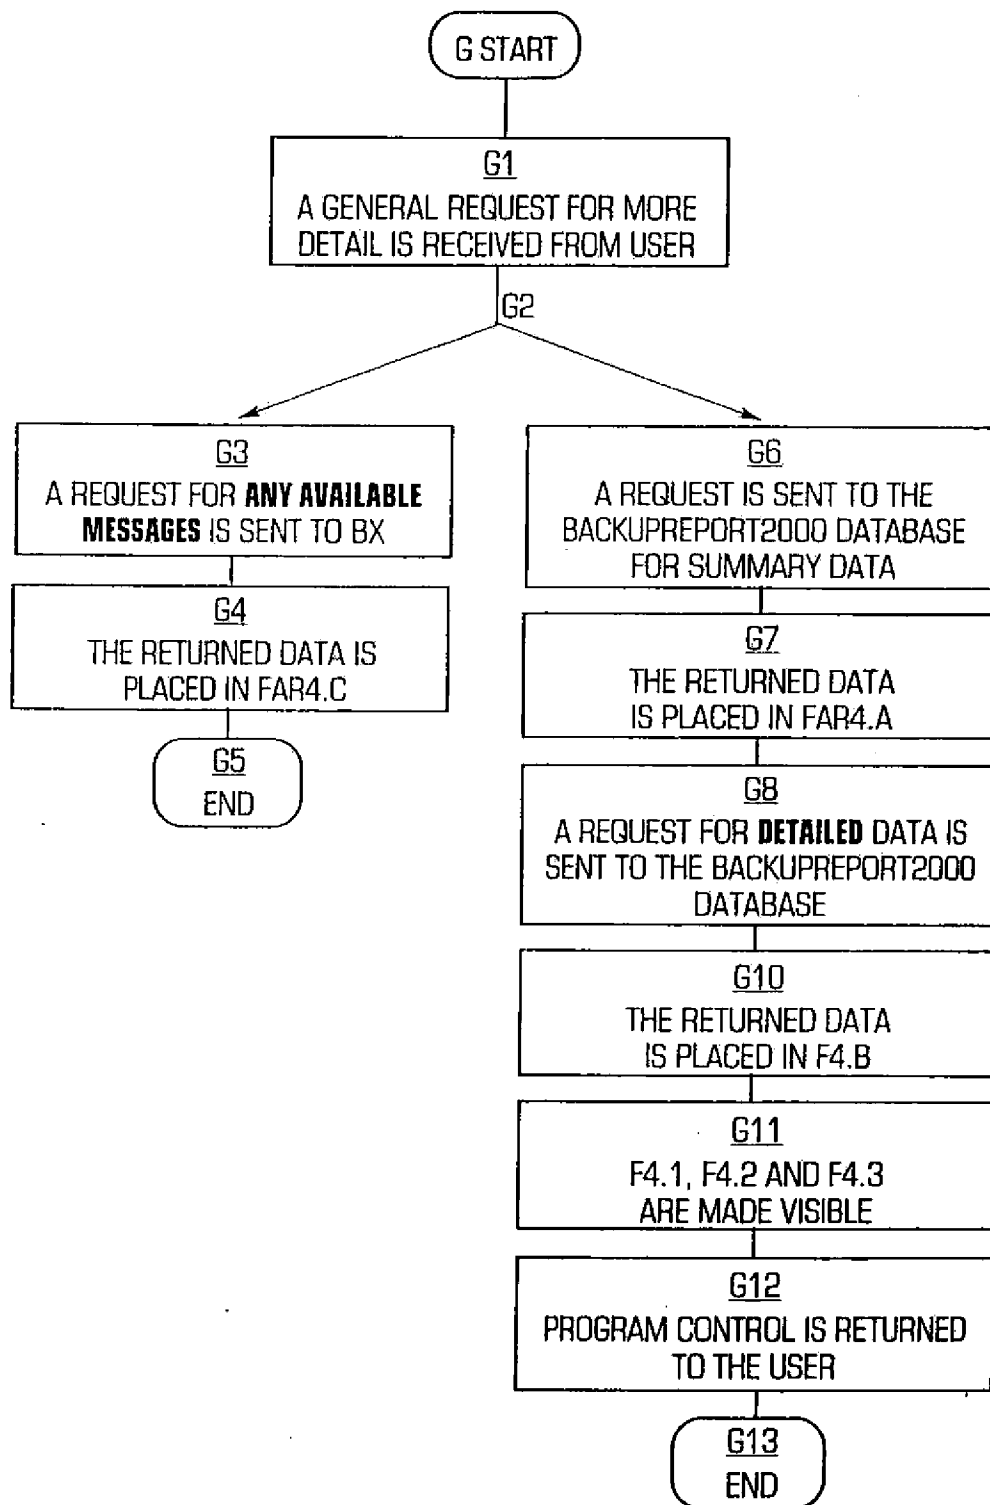 G START
G1
A GENERAL REQUEST FOR MORE
DETAIL IS RECEIVED FROM USER
G2
G3
A REQUEST FOR ANY AVAILABLE
MESSAGES IS SENT TO BX
G4
THE RETURNED DATA IS
PLACED IN FAR4.C
G5
END
G6
A REQUEST IS SENT TO THE
BACKUPREPORT2000 DATABASE
FOR SUMMARY DATA
G7
THE RETURNED DATA
IS PLACED IN FAR4.A
G8
A REQUEST FOR DETAILED DATA IS
SENT TO THE BACKUPREPORT2000
DATABASE
G10
THE RETURNED DATA
IS PLACED IN F4.B
G11
F4.1, F4.2 AND F4.3
ARE MADE VISIBLE
G12
PROGRAM CONTROL IS RETURNED
TO THE USER
G13
END